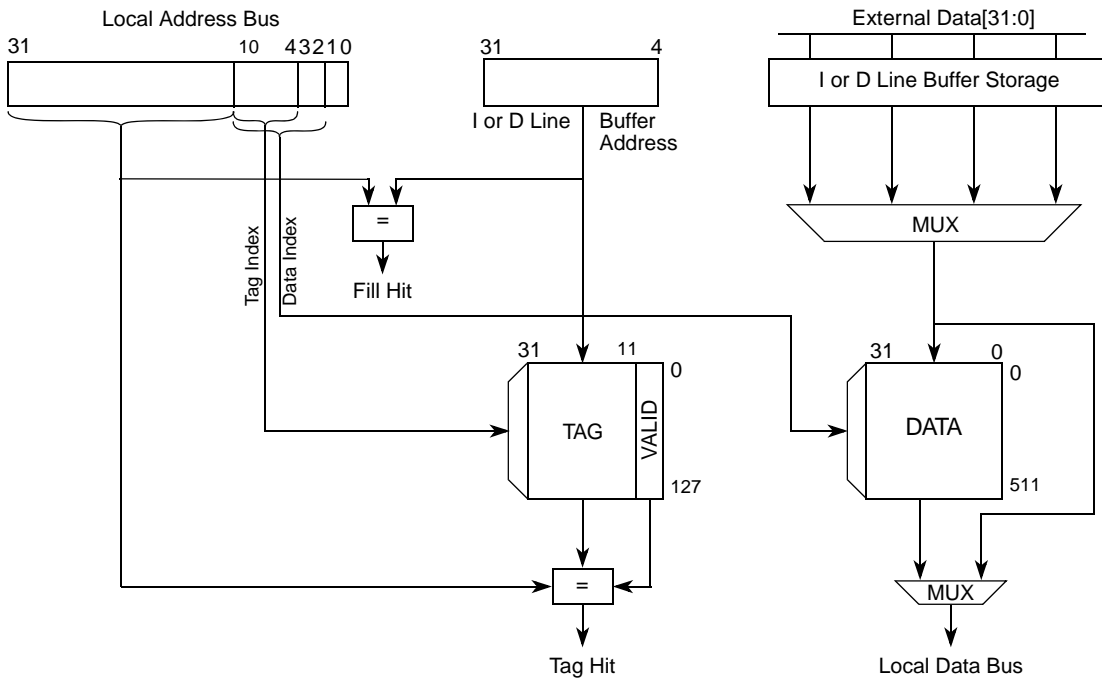 Local Address Bus
31 10 4 3 2 1 0
31 4
External Data[31:0]
I or D Line Buffer Storage
I or D Line Buffer
Address
=
Fill Hit
MUX
Tag Index
Data Index
31 11
0
TAG
VALID
127
31 0
0
DATA
511
=
Tag Hit
MUX
Local Data Bus